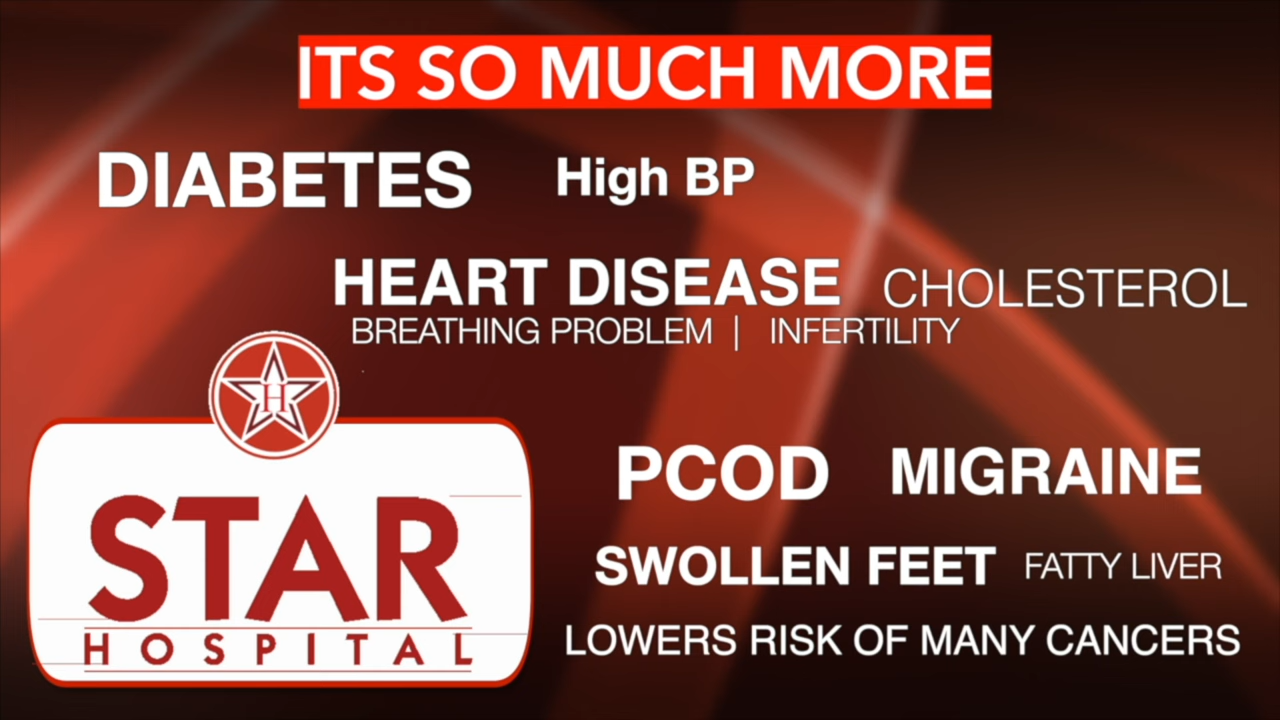 ITS SO MUCH MORE
DIABETES High BP
HEART DISEASE CHOLESTEROL
BREATHING PROBLEM | INFERTILITY
H
STAR
HOSPITAL
PCOD MIGRAINE
SWOLLEN FEET FATTY LIVER
LOWERS RISK OF MANY CANCERS